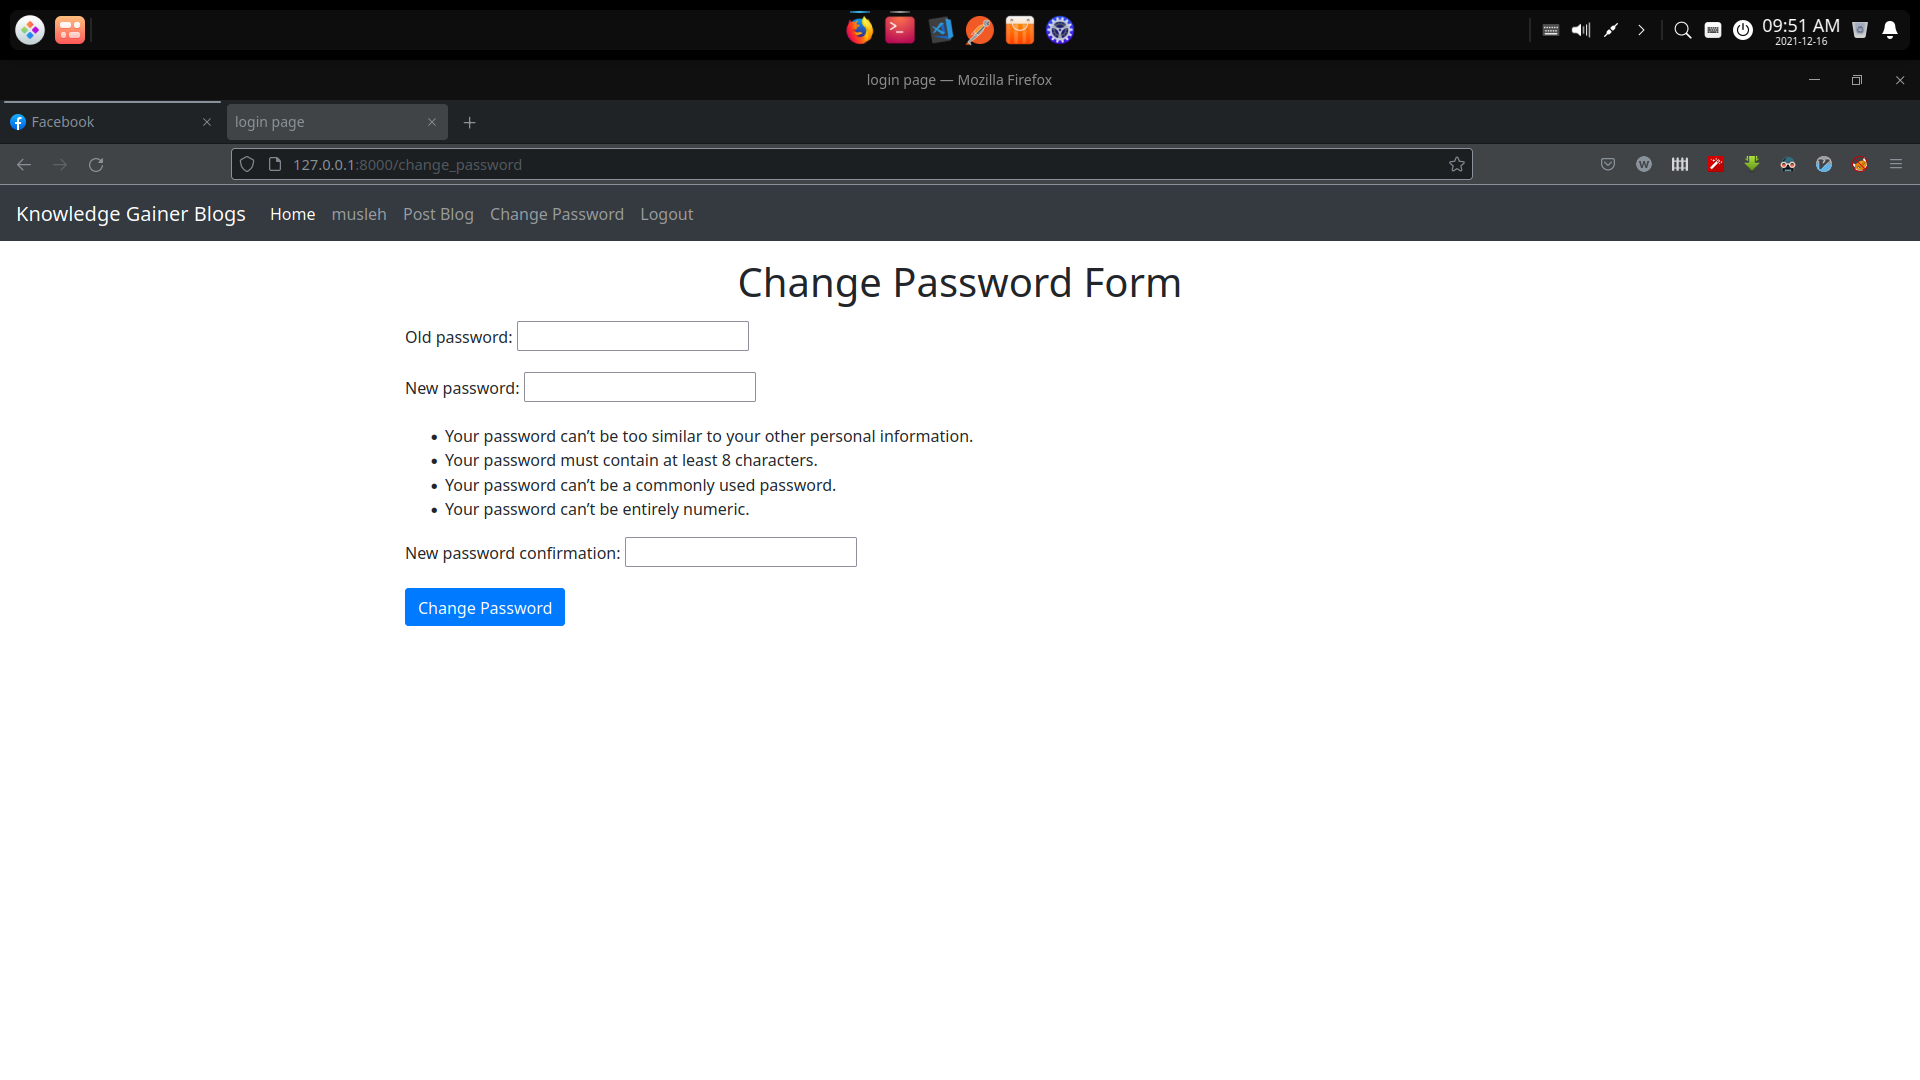 09:51 AM
2021-12-16
login page — Mozilla Firefox
Facebook
login page
127.0.0.1:8000/change_password
Knowledge Gainer Blogs Home musleh Post Blog Change Password Logout
Change Password Form
Old password:
New password:
• Your password can’t be too similar to your other personal information.
• Your password must contain at least 8 characters.
• Your password can’t be a commonly used password.
• Your password can’t be entirely numeric.
New password confirmation:
Change Password